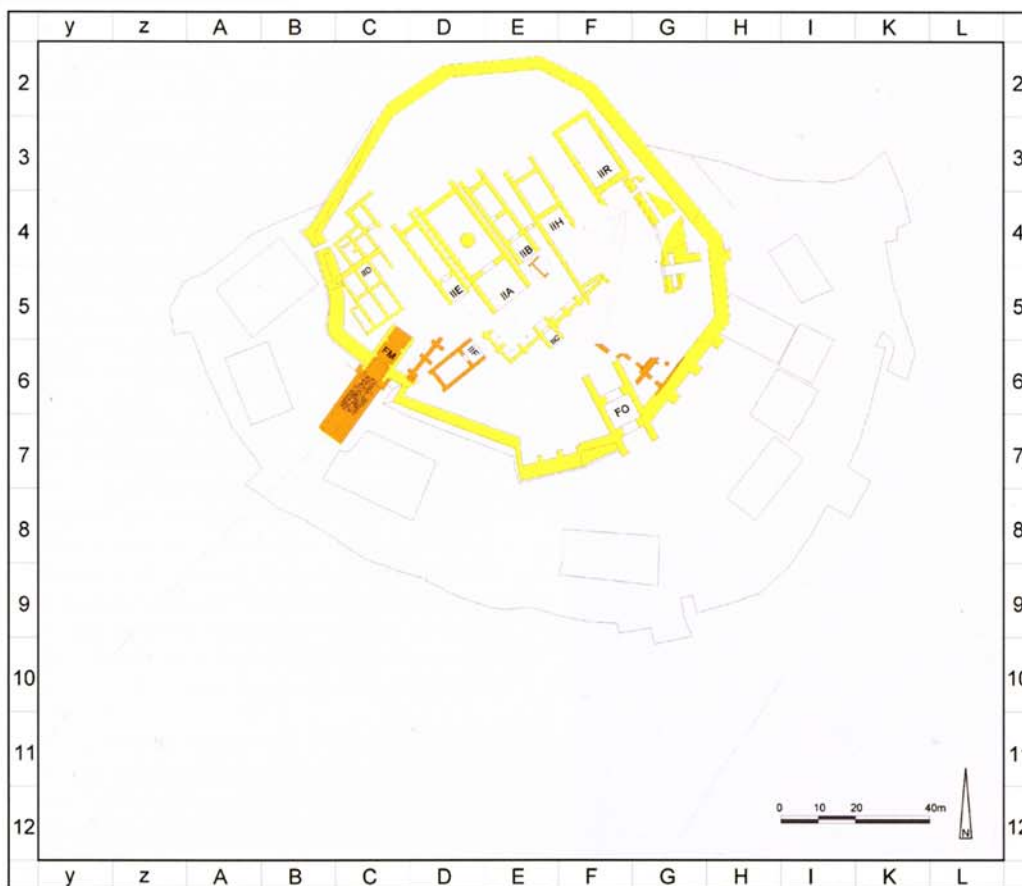 y z A B C D E F G H I K L
2 2
3 3
IIR
4 4
IIH
IIB
IID
IIE
IIA
5 5
IIC
IIF
FM
6 6
FO
7 7
8 8
9 9
10 10
11 11
0 10 20 40m
12 12
N
y z A B C D E F G H I K L